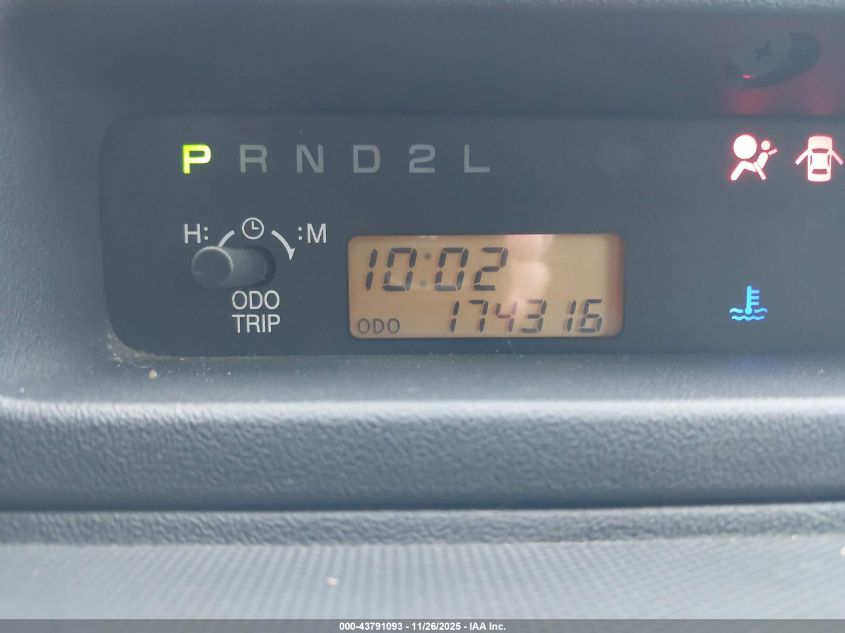 P R N D 2 L
H: :M
ODO
TRIP
10:02
ODO 174316
000-43791093 - 11/26/2025 - IAA Inc.